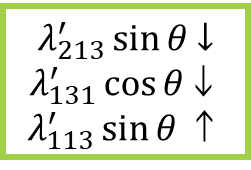 λ′₂₁₃ sin θ ↓
λ′₁₃₁ cos θ ↓
λ′₁₁₃ sin θ ↑